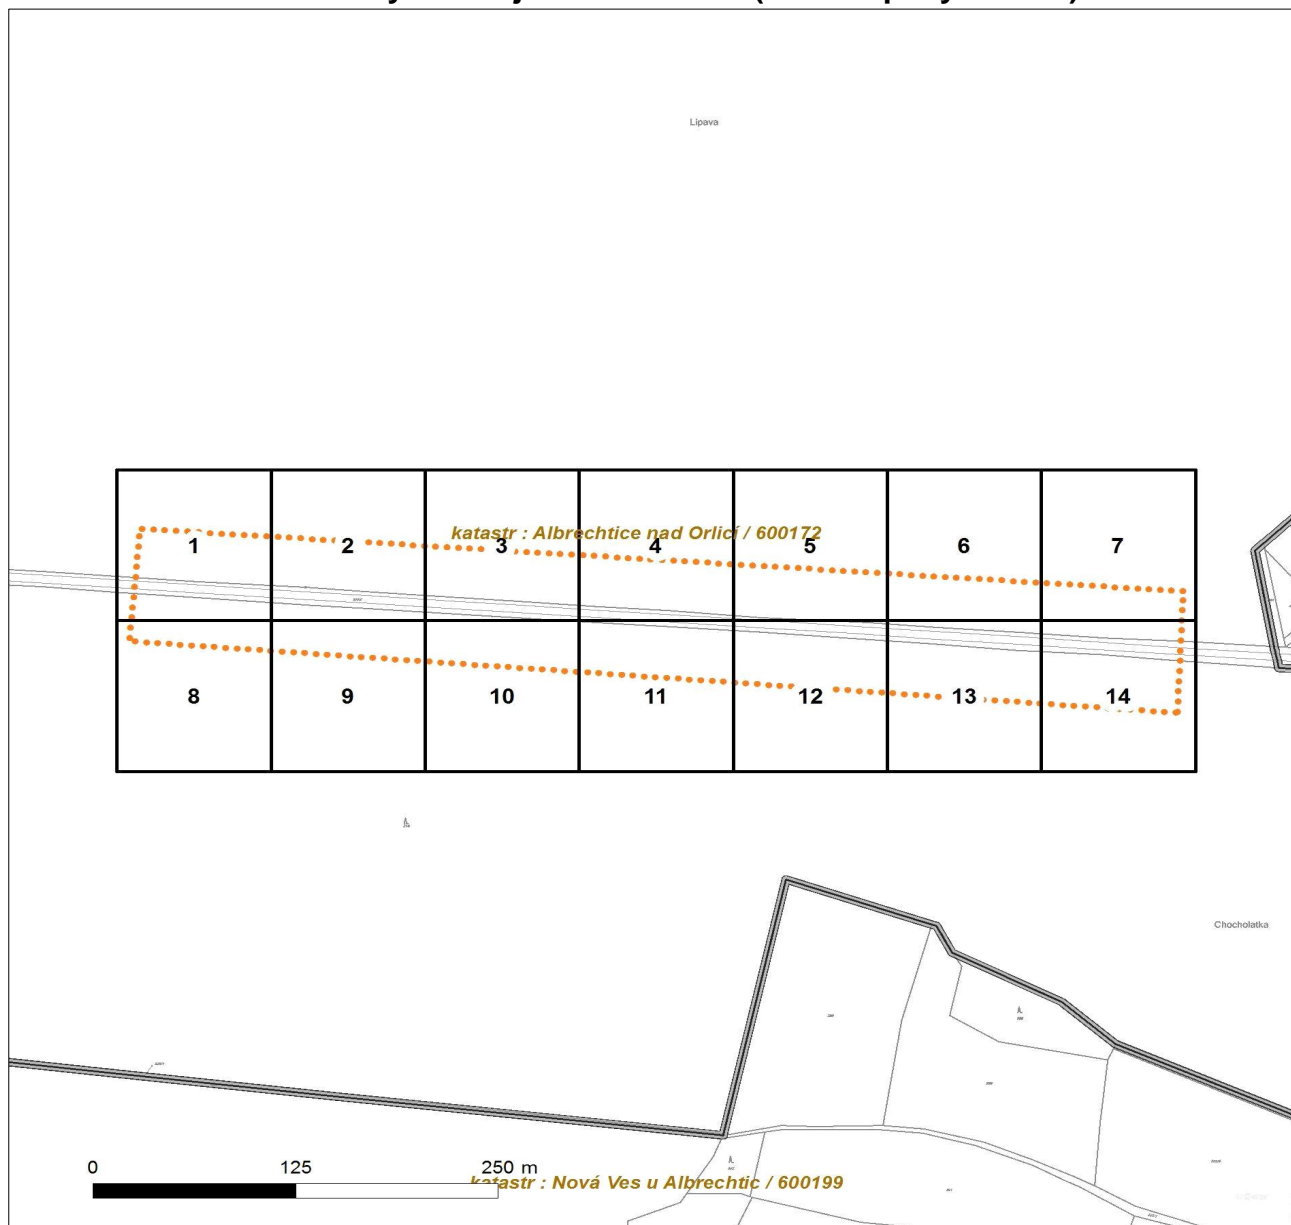 Lipava
katastr : Albrechtice nad Orlicí / 600172
1 2 3 4 5 6 7
8 9 10 11 12 13 14
Chocholatka
0 125 250 m
katastr : Nová Ves u Albrechtic / 600199